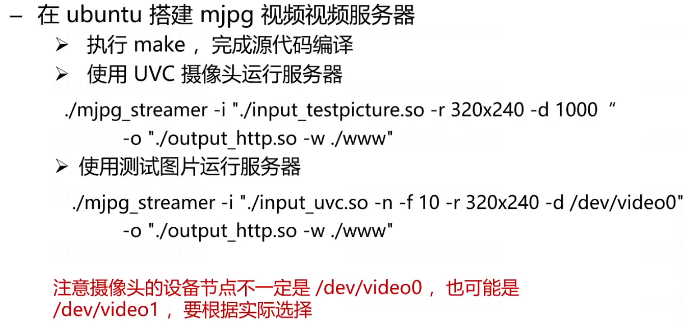 – 在 ubuntu 搭建 mjpg 视频视频服务器
➢ 执行 make ，完成源代码编译
➢ 使用 UVC 摄像头运行服务器
./mjpg_streamer -i "./input_testpicture.so -r 320x240 -d 1000 “
-o "./output_http.so -w ./www"
➢ 使用测试图片运行服务器
./mjpg_streamer -i "./input_uvc.so -n -f 10 -r 320x240 -d /dev/video0"
-o "./output_http.so -w ./www"
注意摄像头的设备节点不一定是 /dev/video0 ，也可能是
/dev/video1 ，要根据实际选择